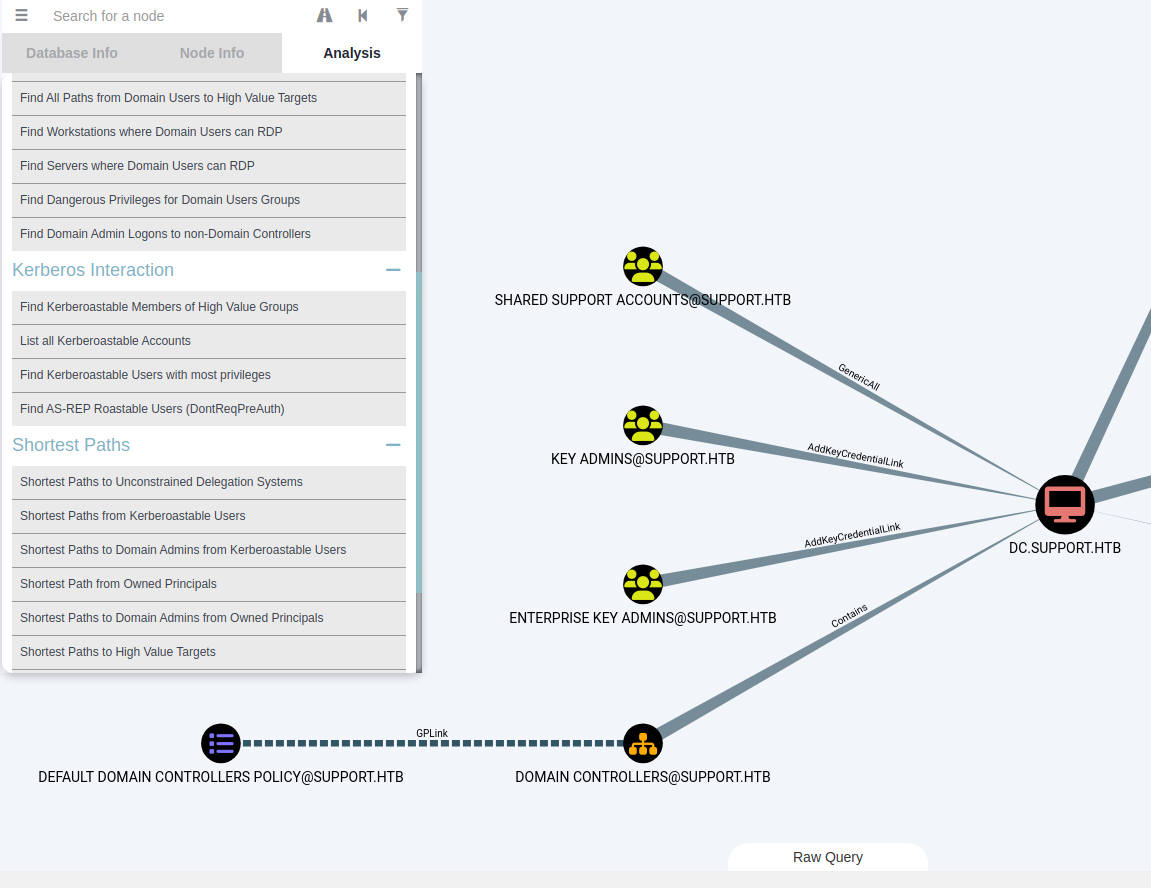 Search for a node
Database Info
Node Info
Analysis
Find All Paths from Domain Users to High Value Targets
Find Workstations where Domain Users can RDP
Find Servers where Domain Users can RDP
Find Dangerous Privileges for Domain Users Groups
Find Domain Admin Logons to non-Domain Controllers
Kerberos Interaction
Find Kerberoastable Members of High Value Groups
List all Kerberoastable Accounts
Find Kerberoastable Users with most privileges
Find AS-REP Roastable Users (DontReqPreAuth)
Shortest Paths
Shortest Paths to Unconstrained Delegation Systems
Shortest Paths from Kerberoastable Users
Shortest Paths to Domain Admins from Kerberoastable Users
Shortest Path from Owned Principals
Shortest Paths to Domain Admins from Owned Principals
Shortest Paths to High Value Targets
SHARED SUPPORT ACCOUNTS@SUPPORT.HTB
GenericAll
KEY ADMINS@SUPPORT.HTB
AddKeyCredentialLink
DC.SUPPORT.HTB
AddKeyCredentialLink
ENTERPRISE KEY ADMINS@SUPPORT.HTB
Contains
GPLink
DEFAULT DOMAIN CONTROLLERS POLICY@SUPPORT.HTB
DOMAIN CONTROLLERS@SUPPORT.HTB
Raw Query